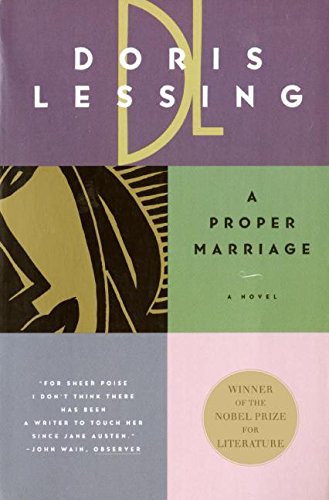 DORIS
LESSING
DL
A
PROPER
MARRIAGE
A NOVEL
"FOR SHEER POISE
I DON'T THINK THERE
HAS BEEN
A WRITER TO TOUCH HER
SINCE JANE AUSTEN."
—JOHN WAIN, OBSERVER
WINNER
OF THE
NOBEL PRIZE
FOR
LITERATURE